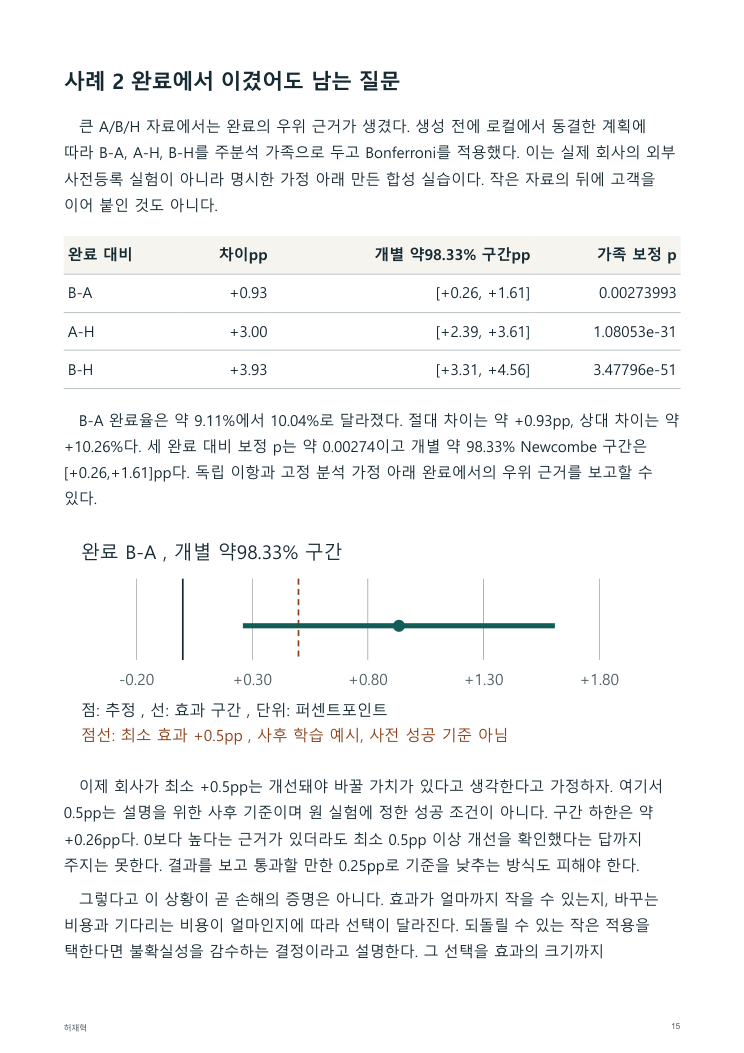 사례 2 완료에서 이겼어도 남는 질문
큰 A/B/H 자료에서는 완료의 우위 근거가 생겼다. 생성 전에 로컬에서 동결한 계획에
따라 B-A, A-H, B-H를 주분석 가족으로 두고 Bonferroni를 적용했다. 이는 실제 회사의 외부
사전등록 실험이 아니라 명시한 가정 아래 만든 합성 실습이다. 작은 자료의 뒤에 고객을
이어 붙인 것도 아니다.
완료 대비 차이pp 개별 약98.33% 구간pp 가족 보정 p
B-A +0.93 [+0.26, +1.61] 0.00273993
A-H +3.00 [+2.39, +3.61] 1.08053e-31
B-H +3.93 [+3.31, +4.56] 3.47796e-51
B-A 완료율은 약 9.11%에서 10.04%로 달라졌다. 절대 차이는 약 +0.93pp, 상대 차이는 약
+10.26%다. 세 완료 대비 보정 p는 약 0.00274이고 개별 약 98.33% Newcombe 구간은
[+0.26,+1.61]pp다. 독립 이항과 고정 분석 가정 아래 완료에서의 우위 근거를 보고할 수
있다.
완료 B-A , 개별 약98.33% 구간
-0.20 +0.30 +0.80 +1.30 +1.80
점: 추정 , 선: 효과 구간 , 단위: 퍼센트포인트
점선: 최소 효과 +0.5pp , 사후 학습 예시, 사전 성공 기준 아님
이제 회사가 최소 +0.5pp는 개선돼야 바꿀 가치가 있다고 생각한다고 가정하자. 여기서
0.5pp는 설명을 위한 사후 기준이며 원 실험에 정한 성공 조건이 아니다. 구간 하한은 약
+0.26pp다. 0보다 높다는 근거가 있더라도 최소 0.5pp 이상 개선을 확인했다는 답까지
주지는 못한다. 결과를 보고 통과할 만한 0.25pp로 기준을 낮추는 방식도 피해야 한다.
그렇다고 이 상황이 곧 손해의 증명은 아니다. 효과가 얼마까지 작을 수 있는지, 바꾸는
비용과 기다리는 비용이 얼마인지에 따라 선택이 달라진다. 되돌릴 수 있는 작은 적용을
택한다면 불확실성을 감수하는 결정이라고 설명한다. 그 선택을 효과의 크기까지
허재혁 15